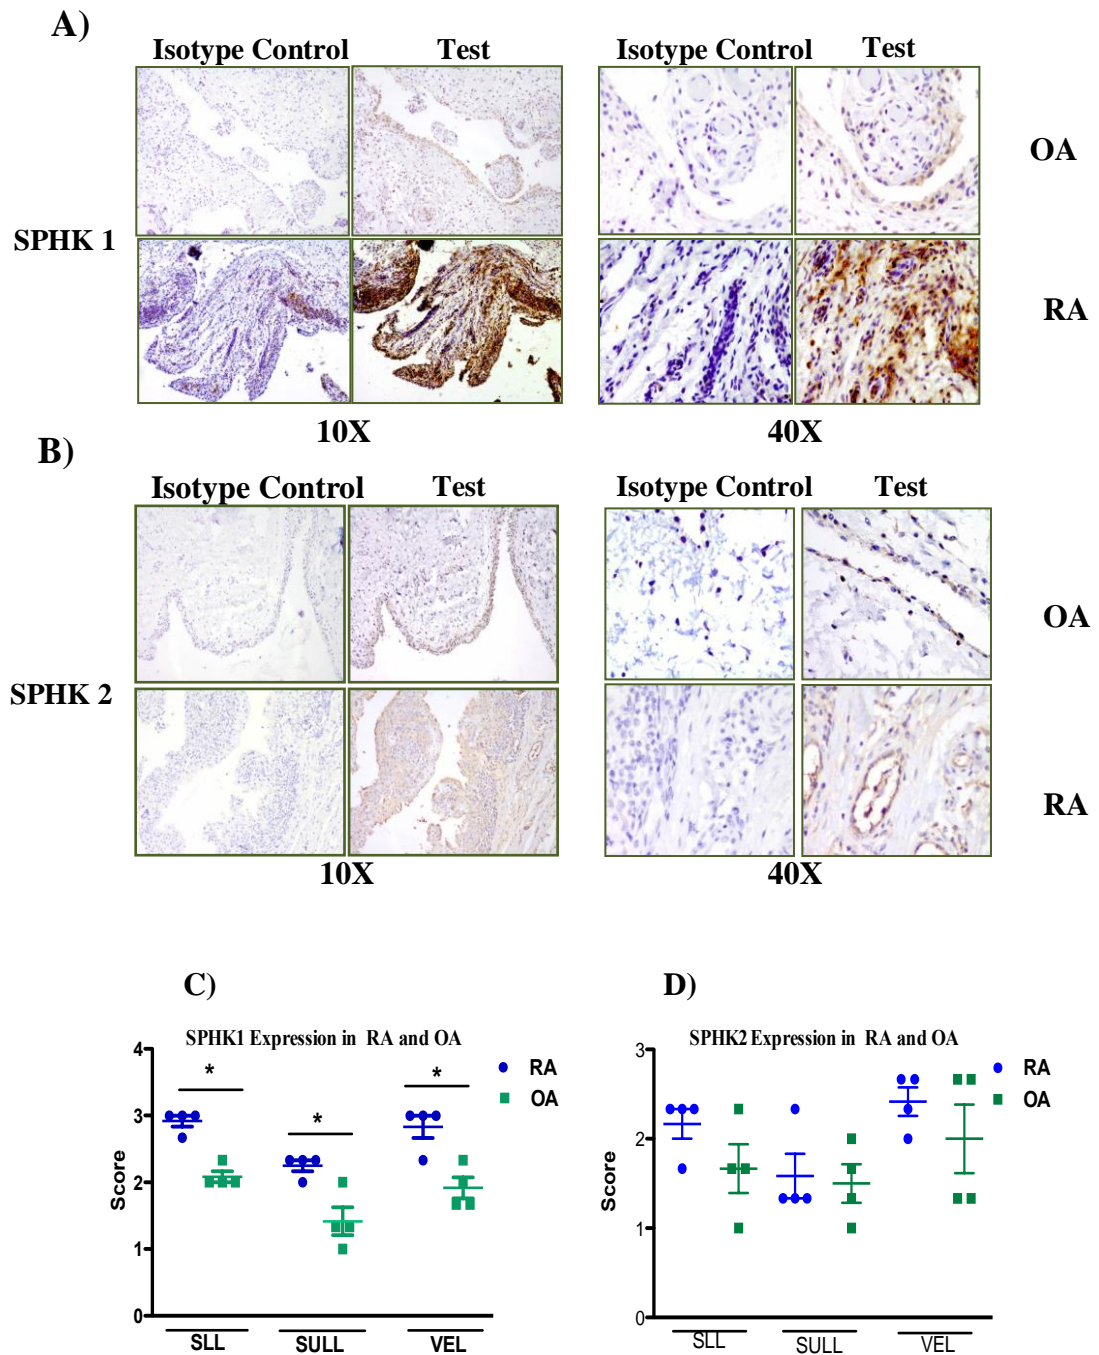 A)
Isotype Control Test Isotype Control Test
OA
SPHK 1
RA
10X 40X
B)
Isotype Control Test Isotype Control Test
OA
SPHK 2
RA
10X 40X
C) D)
SPHK1 Expression in RA and OA
4
3
2
1
0
Score
* * *
RA
OA
SLL SULL VEL
SPHK2 Expression in RA and OA
3
2
1
0
Score
RA
OA
SLL SULL VEL